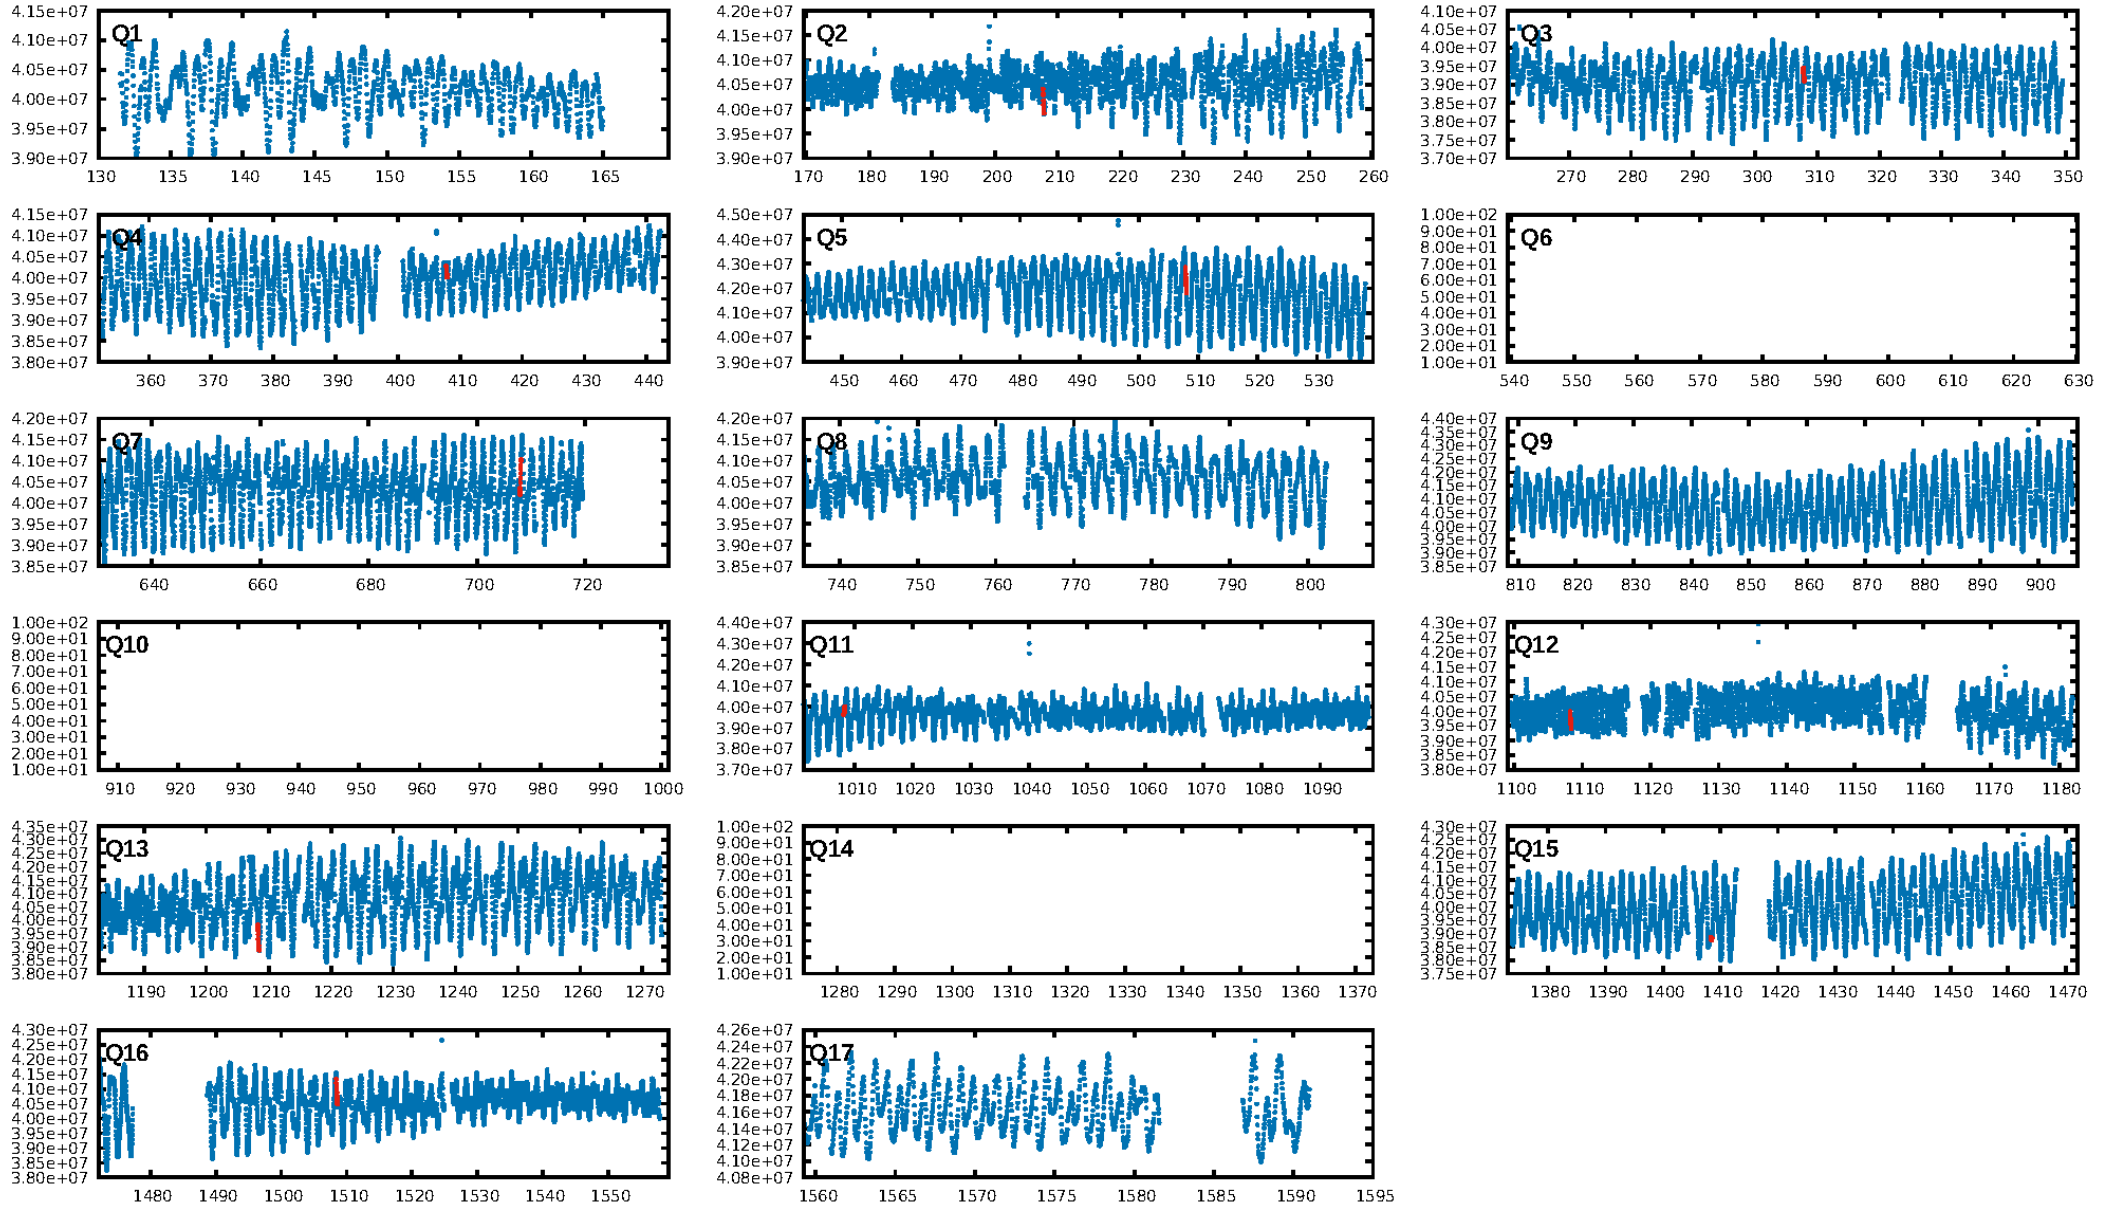 4.15e+07 4.10e+07 4.05e+07 4.00e+07 3.95e+07 3.90e+07
Q1
130 135 140 145 150 155 160 165
4.20e+07 4.15e+07 4.10e+07 4.05e+07 4.00e+07 3.95e+07 3.90e+07
Q2
170 180 190 200 210 220 230 240 250 260
4.10e+07 4.05e+07 4.00e+07 3.95e+07 3.90e+07 3.85e+07 3.80e+07 3.75e+07 3.70e+07
Q3
270 280 290 300 310 320 330 340 350
4.15e+07 4.10e+07 4.05e+07 4.00e+07 3.95e+07 3.90e+07 3.85e+07 3.80e+07
Q4
360 370 380 390 400 410 420 430 440
4.50e+07 4.40e+07 4.30e+07 4.20e+07 4.10e+07 4.00e+07 3.90e+07
Q5
450 460 470 480 490 500 510 520 530
1.00e+02 9.00e+01 8.00e+01 7.00e+01 6.00e+01 5.00e+01 4.00e+01 3.00e+01 2.00e+01 1.00e+01
Q6
540 550 560 570 580 590 600 610 620 630
4.20e+07 4.15e+07 4.10e+07 4.05e+07 4.00e+07 3.95e+07 3.90e+07 3.85e+07
Q7
640 660 680 700 720
4.20e+07 4.15e+07 4.10e+07 4.05e+07 4.00e+07 3.95e+07 3.90e+07 3.85e+07
Q8
740 750 760 770 780 790 800
4.40e+07 4.35e+07 4.30e+07 4.25e+07 4.20e+07 4.15e+07 4.10e+07 4.05e+07 4.00e+07 3.95e+07 3.90e+07 3.85e+07
Q9
810 820 830 840 850 860 870 880 890 900
1.00e+02 9.00e+01 8.00e+01 7.00e+01 6.00e+01 5.00e+01 4.00e+01 3.00e+01 2.00e+01 1.00e+01
Q10
910 920 930 940 950 960 970 980 990 1000
4.40e+07 4.30e+07 4.20e+07 4.10e+07 4.00e+07 3.90e+07 3.80e+07 3.70e+07
Q11
1010 1020 1030 1040 1050 1060 1070 1080 1090
4.30e+07 4.25e+07 4.20e+07 4.15e+07 4.10e+07 4.05e+07 4.00e+07 3.95e+07 3.90e+07 3.85e+07 3.80e+07
Q12
1100 1110 1120 1130 1140 1150 1160 1170 1180
4.35e+07 4.30e+07 4.25e+07 4.20e+07 4.15e+07 4.10e+07 4.05e+07 4.00e+07 3.95e+07 3.90e+07 3.85e+07 3.80e+07
Q13
1190 1200 1210 1220 1230 1240 1250 1260 1270
1.00e+02 9.00e+01 8.00e+01 7.00e+01 6.00e+01 5.00e+01 4.00e+01 3.00e+01 2.00e+01 1.00e+01
Q14
1280 1290 1300 1310 1320 1330 1340 1350 1360 1370
4.30e+07 4.25e+07 4.20e+07 4.15e+07 4.10e+07 4.05e+07 4.00e+07 3.95e+07 3.90e+07 3.85e+07 3.80e+07 3.75e+07
Q15
1380 1390 1400 1410 1420 1430 1440 1450 1460 1470
4.30e+07 4.25e+07 4.20e+07 4.15e+07 4.10e+07 4.05e+07 4.00e+07 3.95e+07 3.90e+07 3.85e+07 3.80e+07
Q16
1480 1490 1500 1510 1520 1530 1540 1550
4.26e+07 4.24e+07 4.22e+07 4.20e+07 4.18e+07 4.16e+07 4.14e+07 4.12e+07 4.10e+07 4.08e+07
Q17
1560 1565 1570 1575 1580 1585 1590 1595